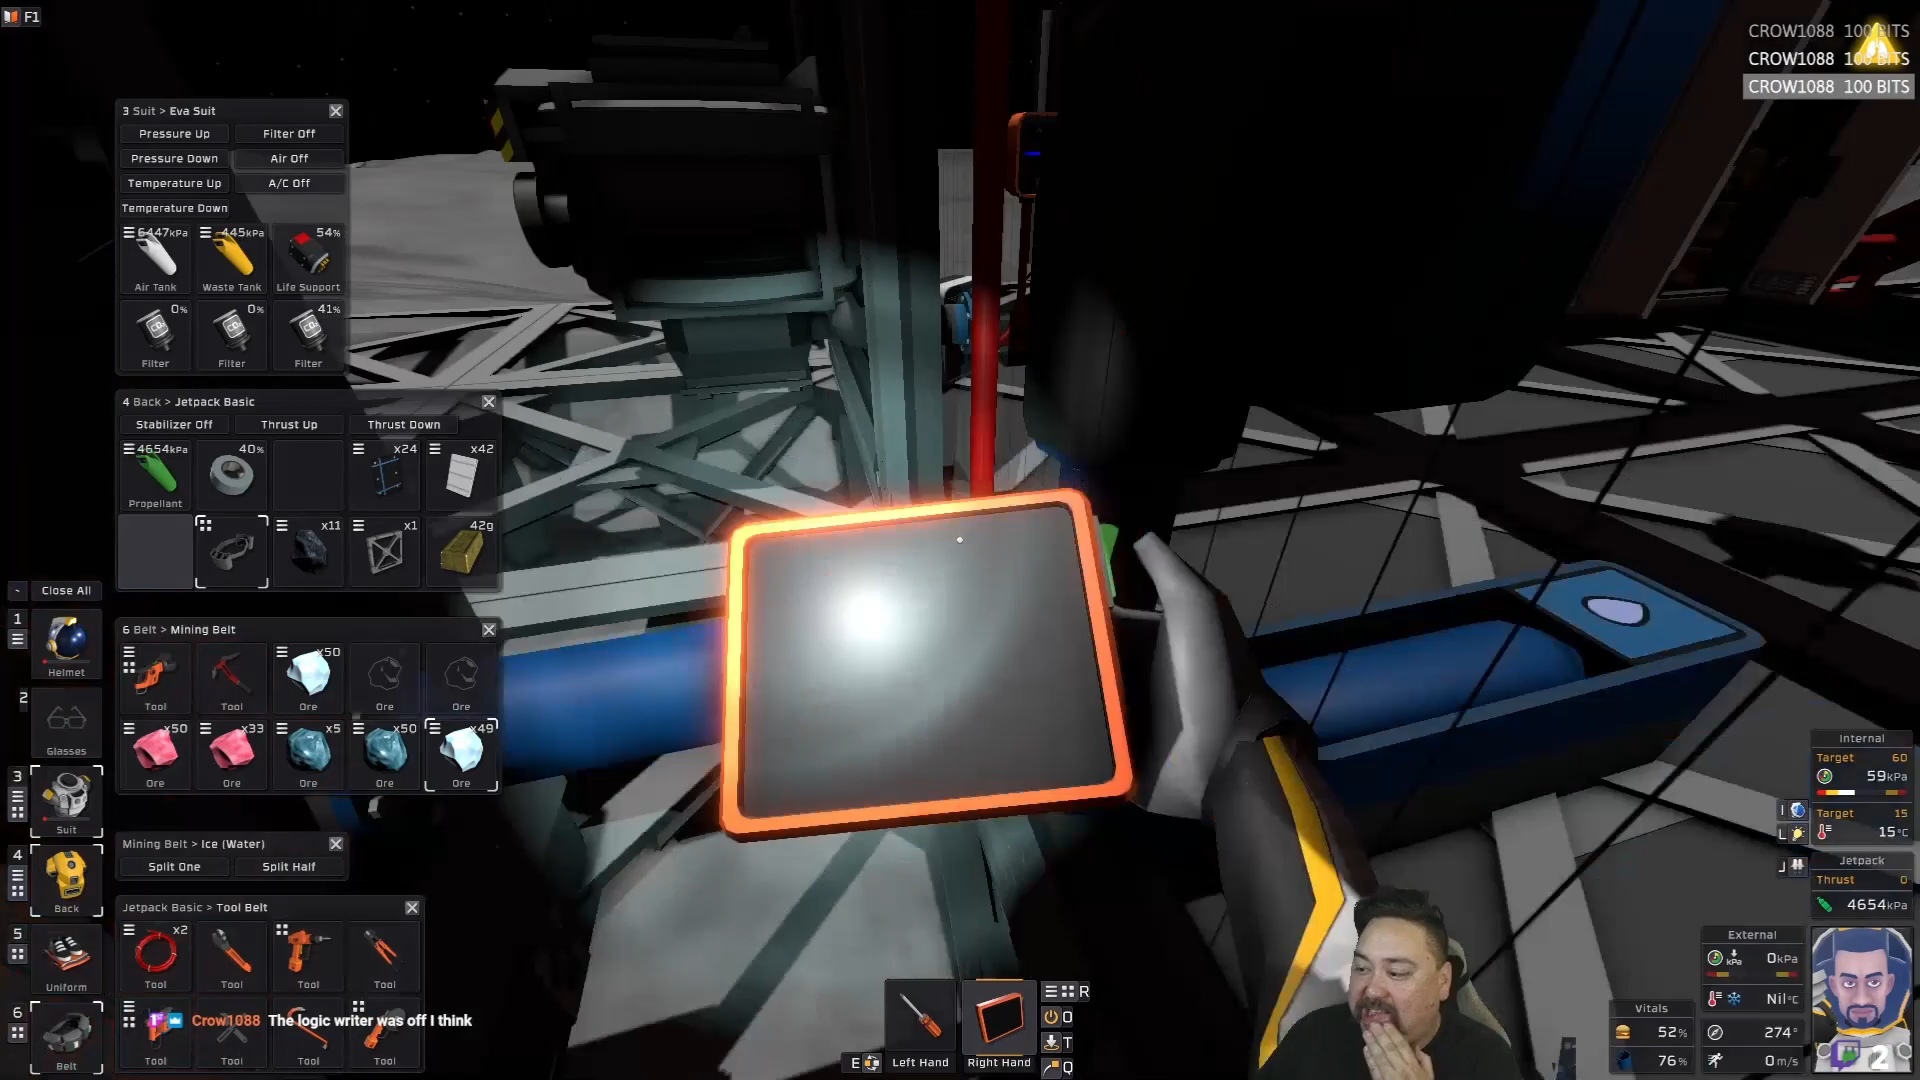 F1
CROW1088 100 BITS
CROW1088 100 BITS
CROW1088 100 BITS
3 Suit > Eva Suit
Pressure Up
Filter Off
Pressure Down
Air Off
Temperature Up
A/C Off
Temperature Down
6447kPa
445kPa
54%
Air Tank
Waste Tank
Life Support
0%
0%
41%
Filter
Filter
Filter
4 Back > Jetpack Basic
Stabilizer Off
Thrust Up
Thrust Down
4654kPa
40%
x24
x42
Propellant
x11
x1
42g
Close All
6 Belt > Mining Belt
x50
Tool
Tool
Ore
Ore
Ore
x50
x33
x5
x50
x49
Ore
Ore
Ore
Ore
Ore
Mining Belt > Ice (Water)
Split One
Split Half
Jetpack Basic > Tool Belt
x2
Tool
Tool
Tool
Tool
Crow1088 The logic writer was off I think
Tool
Tool
Tool
Tool
1
Helmet
2
Glasses
3
Suit
4
Back
5
Uniform
6
Belt
E
Left Hand
Right Hand
R
O
T
Q
Internal
Target 60
59kPa
Target 15
15°C
I
L
J
Jetpack
Thrust 0
4654kPa
External
kPa
0kPa
Nil°C
Vitals
52%
76%
274°
0m/s
2